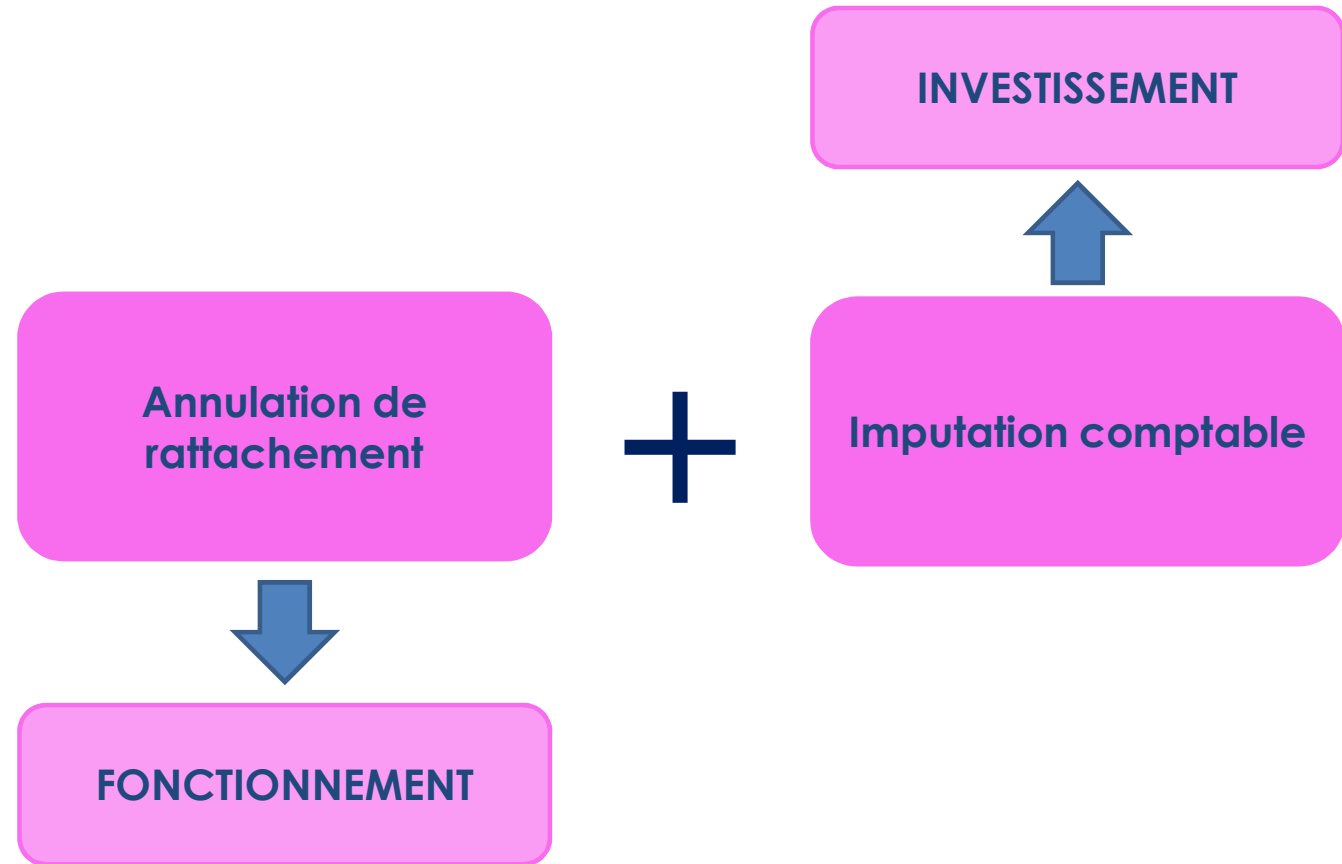 INVESTISSEMENT
Annulation de
rattachement
+
Imputation comptable
FONCTIONNEMENT